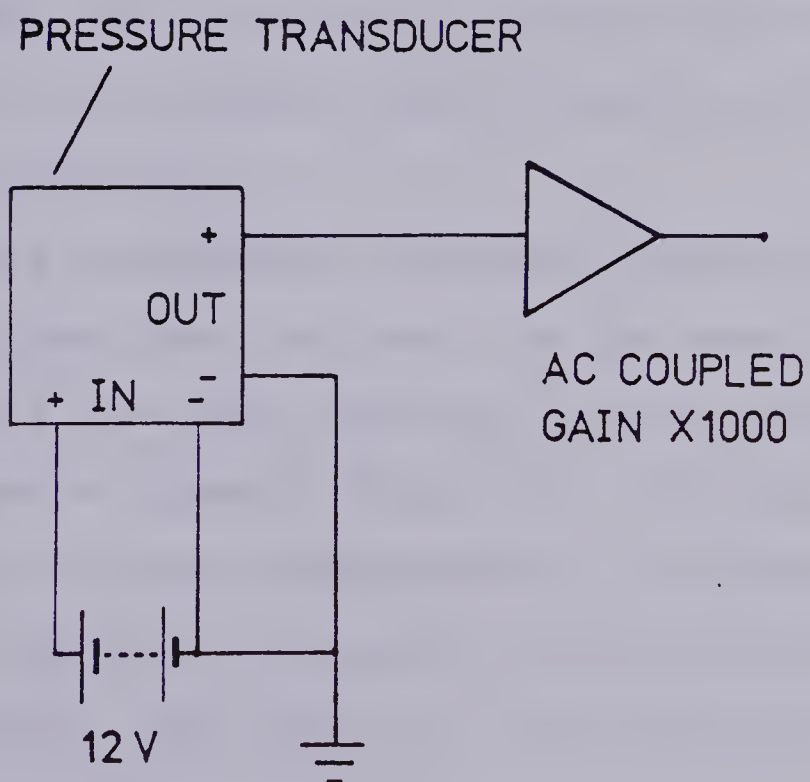 PRESSURE TRANSDUCER
+
OUT
-
+ IN -
AC COUPLED
GAIN X1000
12 V